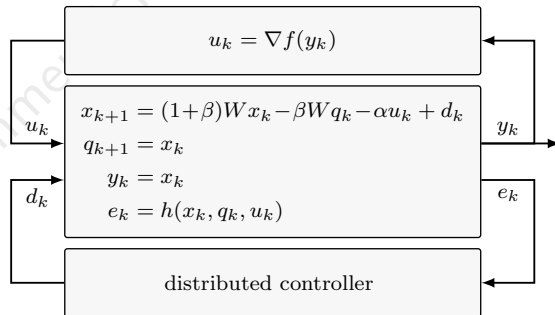 u_k = ∇f(y_k)
x_{k+1} = (1+β)Wx_k−βWq_k−αu_k + d_k
u_k
y_k
q_{k+1} = x_k
y_k = x_k
d_k
e_k
e_k = h(x_k, q_k, u_k)
distributed controller